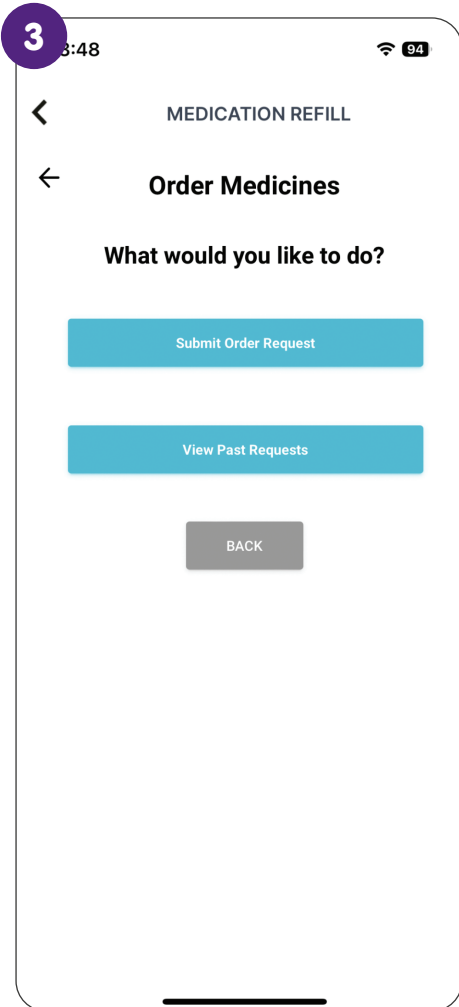 3
:48
94
MEDICATION REFILL
Order Medicines
What would you like to do?
Submit Order Request
View Past Requests
BACK